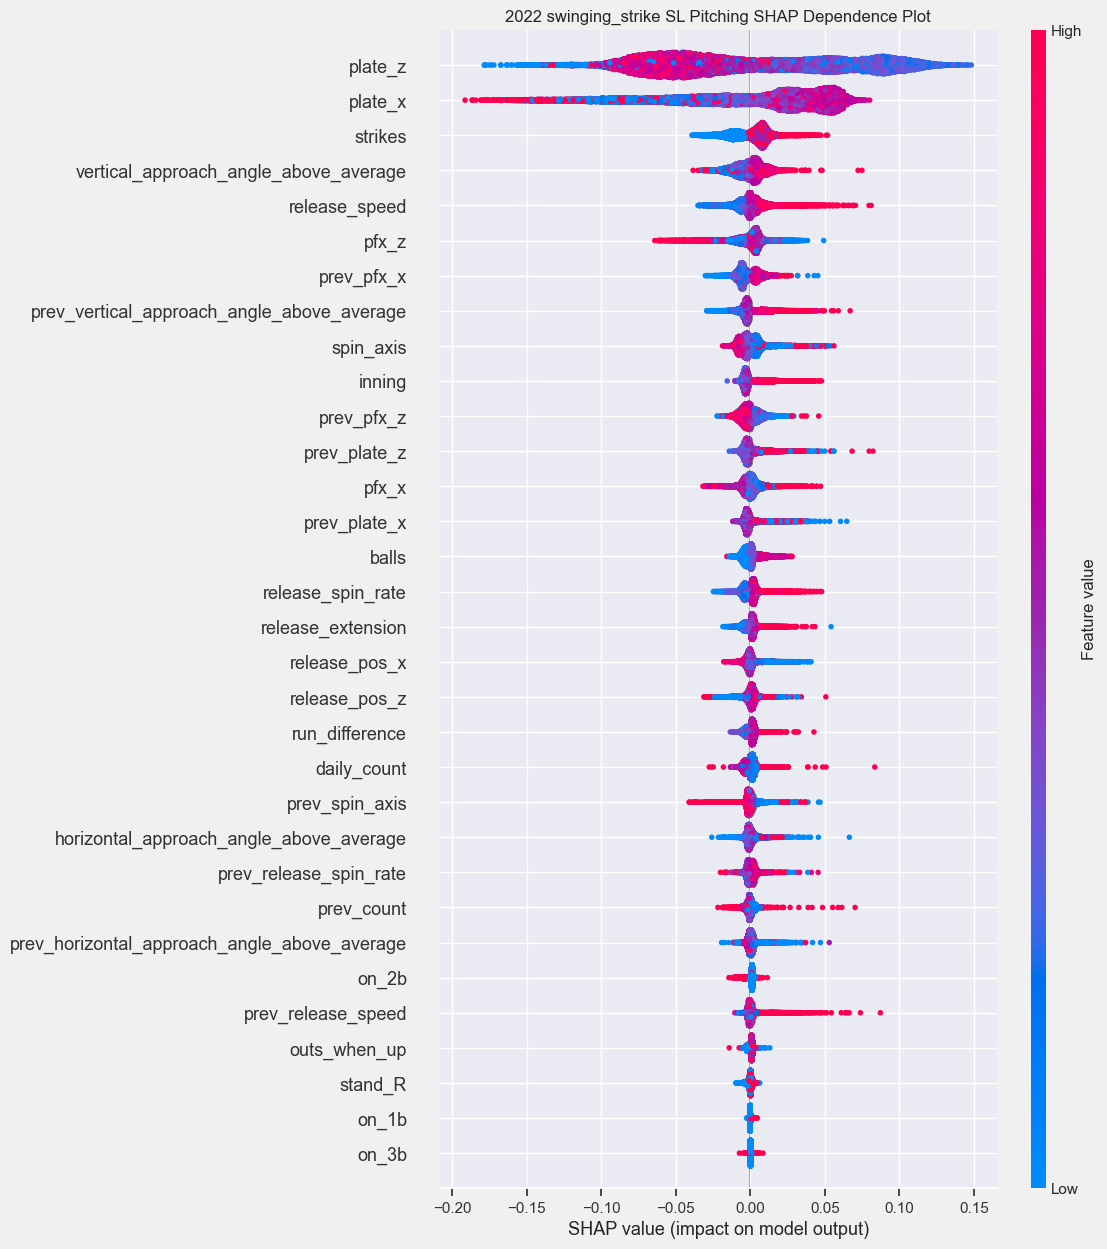 2022 swinging_strike SL Pitching SHAP Dependence Plot
High
plate_z
plate_x
strikes
vertical_approach_angle_above_average
release_speed
pfx_z
prev_pfx_x
prev_vertical_approach_angle_above_average
spin_axis
inning
prev_pfx_z
prev_plate_z
pfx_x
prev_plate_x
balls
release_spin_rate
release_extension
release_pos_x
release_pos_z
run_difference
daily_count
prev_spin_axis
horizontal_approach_angle_above_average
prev_release_spin_rate
prev_count
prev_horizontal_approach_angle_above_average
on_2b
prev_release_speed
outs_when_up
stand_R
on_1b
on_3b
Feature value
Low
−0.20 −0.15 −0.10 −0.05 0.00 0.05 0.10 0.15
SHAP value (impact on model output)